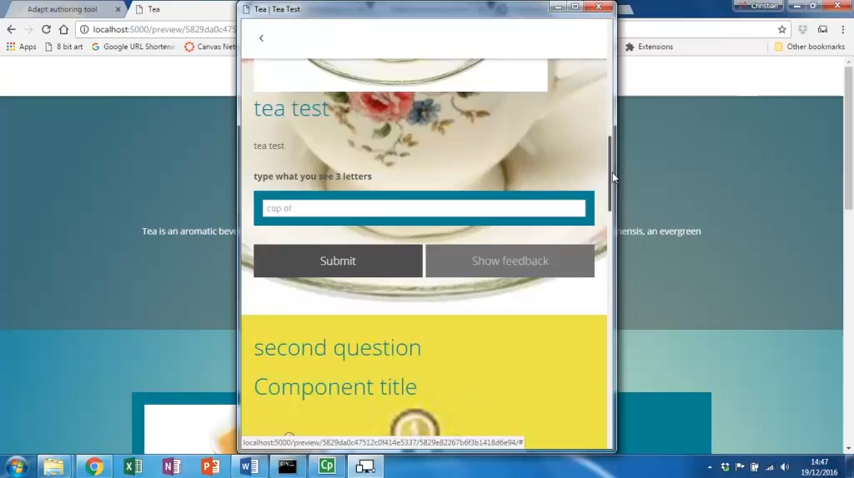 Adapt authoring tool
Tea
Tea | Tea Test
Christian
localhost:5000/preview/5829da0c47512c0f
Apps
8 bit art
Google URL Shortene
Canvas Net
Extensions
Other bookmarks
tea test
tea test
type what you see 3 letters
cup of..
Submit
Show feedback
Tea is an aromatic beve
nensis, an evergreen
second question
Component title
localhost:5000/preview/5829da0c47512c0f414e5337/5829e82267b6f3b1418d6e94/#
14:47
19/12/2016